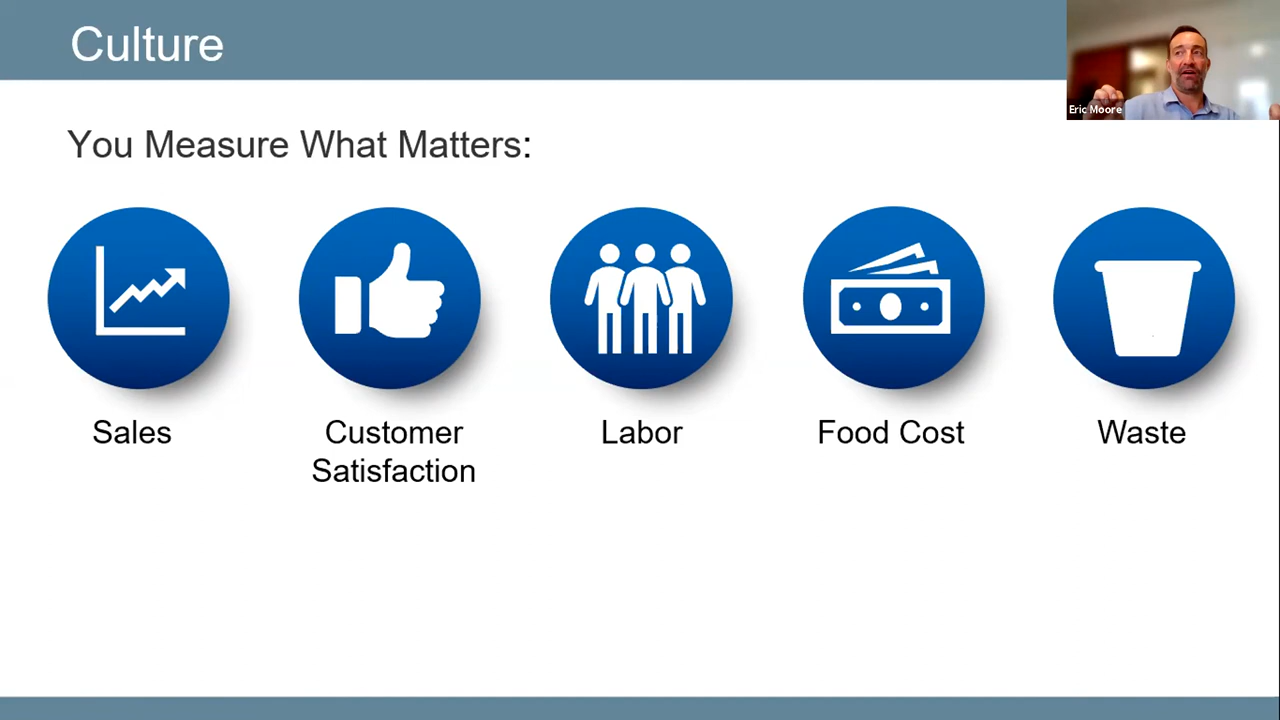 Culture
Eric Moore
You Measure What Matters:
Sales
Customer
Satisfaction
Labor
Food Cost
Waste